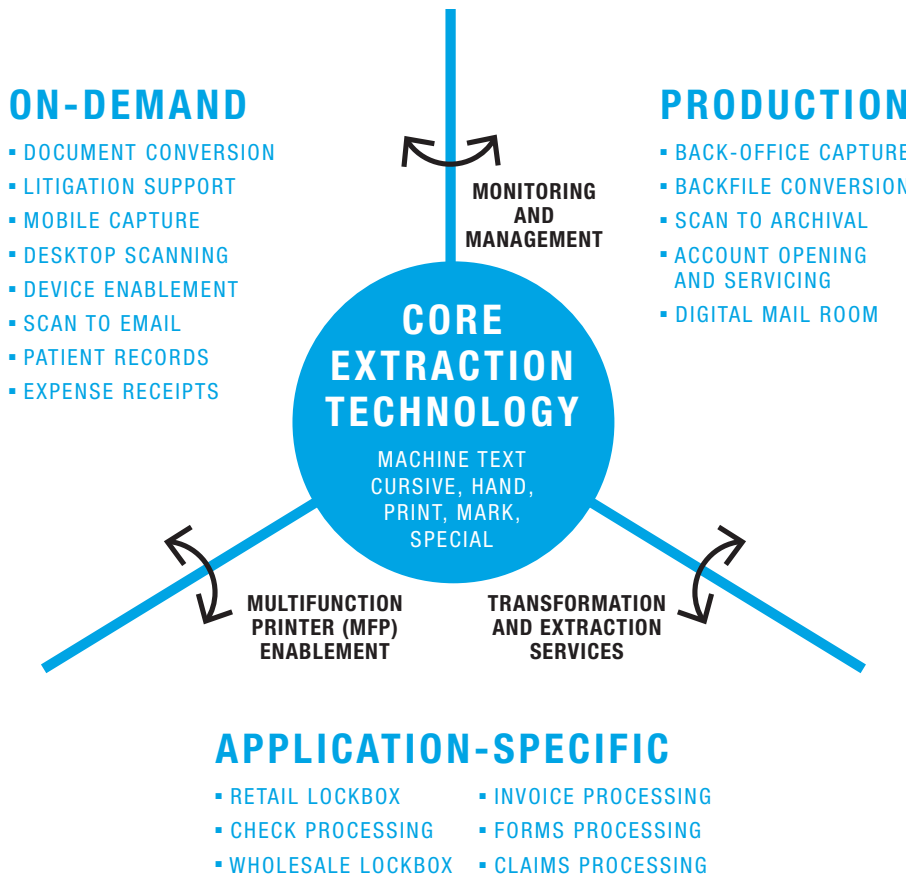 ON-DEMAND
▪ DOCUMENT CONVERSION
▪ LITIGATION SUPPORT
▪ MOBILE CAPTURE
▪ DESKTOP SCANNING
▪ DEVICE ENABLEMENT
▪ SCAN TO EMAIL
▪ PATIENT RECORDS
▪ EXPENSE RECEIPTS
MONITORING
AND
MANAGEMENT
PRODUCTION
▪ BACK-OFFICE CAPTURE
▪ BACKFILE CONVERSION
▪ SCAN TO ARCHIVAL
▪ ACCOUNT OPENING
AND SERVICING
▪ DIGITAL MAIL ROOM
CORE
EXTRACTION
TECHNOLOGY
MACHINE TEXT
CURSIVE, HAND,
PRINT, MARK,
SPECIAL
MULTIFUNCTION
PRINTER (MFP)
ENABLEMENT
TRANSFORMATION
AND EXTRACTION
SERVICES
APPLICATION-SPECIFIC
▪ RETAIL LOCKBOX
▪ CHECK PROCESSING
▪ WHOLESALE LOCKBOX
▪ INVOICE PROCESSING
▪ FORMS PROCESSING
▪ CLAIMS PROCESSING